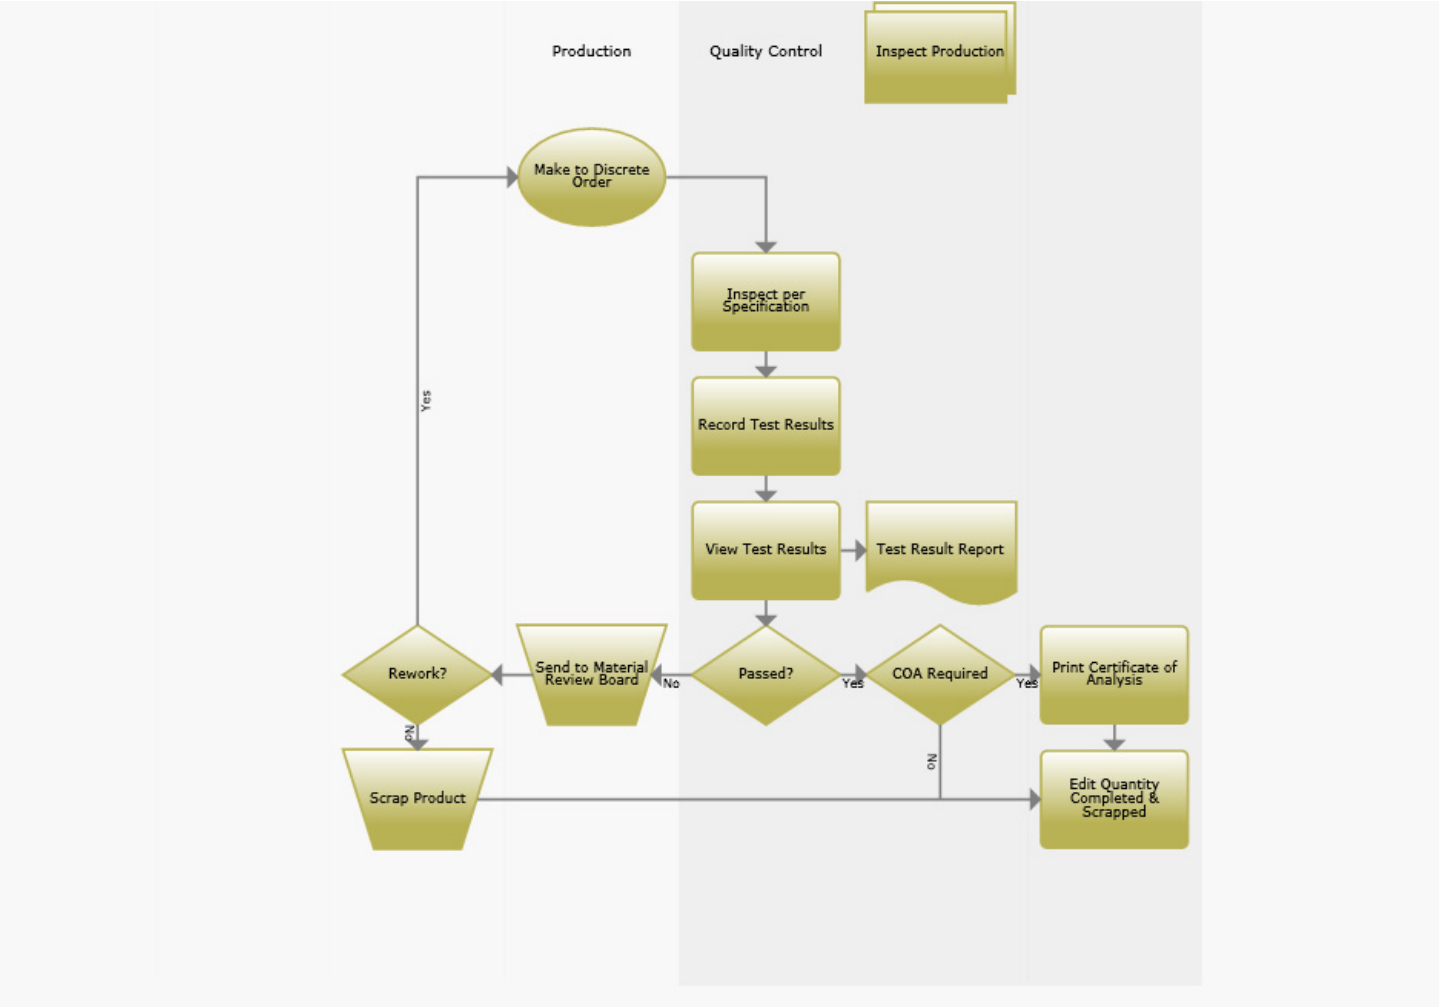 Production
Quality Control
Inspect Production
Make to Discrete
Order
Inspect per
Specification
Yes
Record Test Results
View Test Results
Test Result Report
Rework?
Send to Material
Review Board
No
Passed?
Yes
COA Required
Yes
Print Certificate of
Analysis
No
No
Scrap Product
Edit Quantity
Completed &
Scrapped